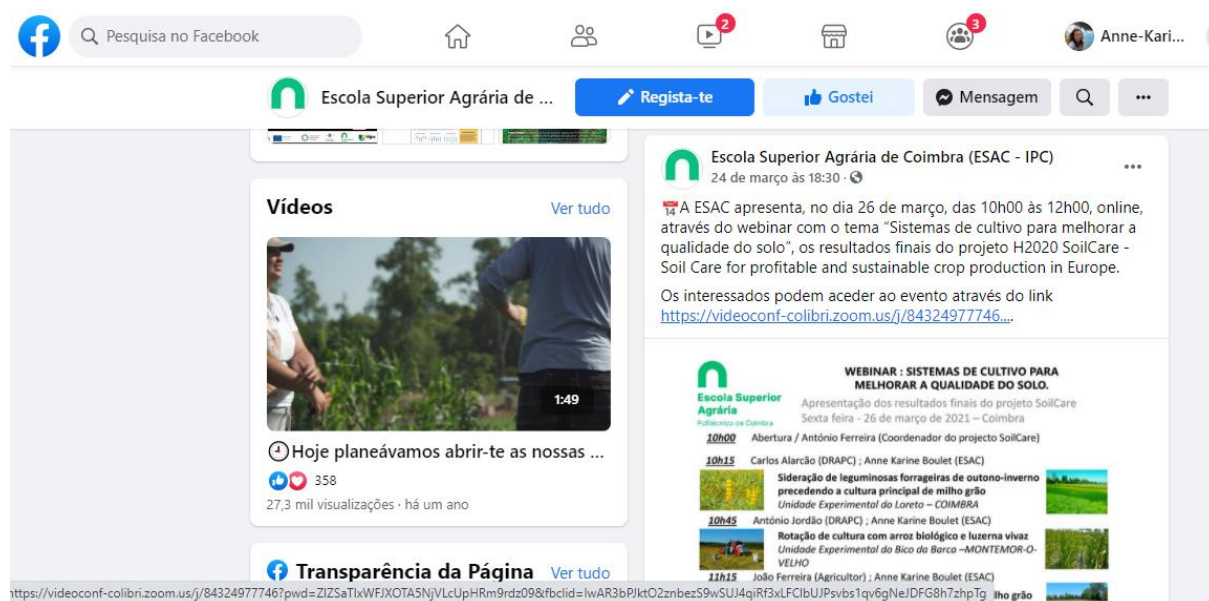 Pesquisa no Facebook
2
3
Anne-Kari...
Escola Superior Agrária de ...
Regista-te
Gostei
Mensagem
Vídeos
Ver tudo
1:49
Hoje planeávamos abrir-te as nossas ...
358
27,3 mil visualizações · há um ano
Transparência da Página
Ver tudo
Escola Superior Agrária de Coimbra (ESAC - IPC)
24 de março às 18:30 ·
A ESAC apresenta, no dia 26 de março, das 10h00 às 12h00, online,
através do webinar com o tema “Sistemas de cultivo para melhorar a
qualidade do solo”, os resultados finais do projeto H2020 SoilCare -
Soil Care for profitable and sustainable crop production in Europe.
Os interessados podem aceder ao evento através do link
https://videoconf-colibri.zoom.us/j/84324977746....
Escola Superior
Agrária
Politécnico de Coimbra
WEBINAR : SISTEMAS DE CULTIVO PARA
MELHORAR A QUALIDADE DO SOLO.
Apresentação dos resultados finais do projeto SoilCare
Sexta feira - 26 de março de 2021 – Coimbra
10h00 Abertura / António Ferreira (Coordenador do projecto SoilCare)
10h15 Carlos Alarcão (DRAPC) ; Anne Karine Boulet (ESAC)
Sideração de leguminosas forrageiras de outono-inverno
precedendo a cultura principal de milho grão
Unidade Experimental do Loreto – COIMBRA
10h45 António Jordão (DRAPC) ; Anne Karine Boulet (ESAC)
Rotação de cultura com arroz biológico e luzerna vivaz
Unidade Experimental do Bico da Barca –MONTEMOR-O-
VELHO
11h15 João Ferreira (Agricultor) ; Anne Karine Boulet (ESAC)
lho grão